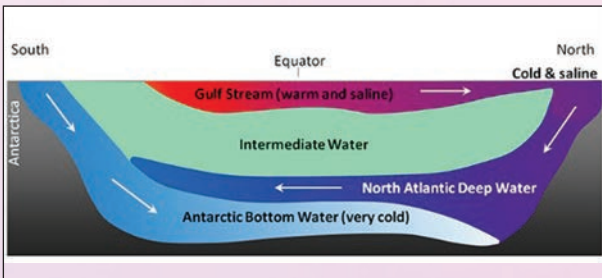 South
Equator
North
Cold & saline
Gulf Stream (warm and saline)
Antarctica
Intermediate Water
North Atlantic Deep Water
Antarctic Bottom Water (very cold)